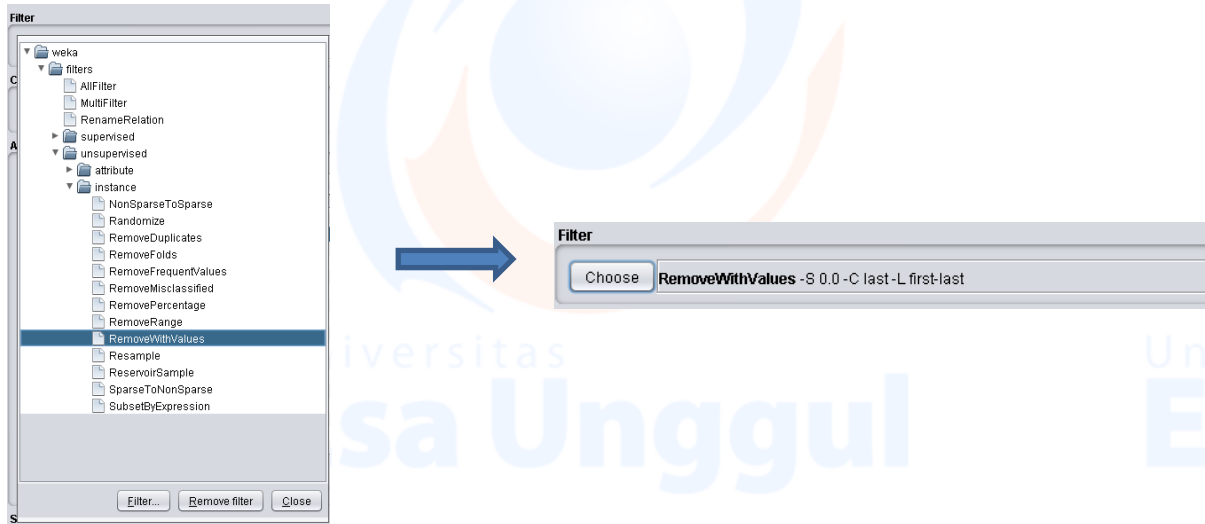 Filter
weka
filters
AllFilter
MultiFilter
RenameRelation
supervised
unsupervised
attribute
instance
NonSparseToSparse
Randomize
RemoveDuplicates
RemoveFolds
RemoveFrequentValues
RemoveMisclassified
RemovePercentage
RemoveRange
RemoveWithValues
Resample
ReservoirSample
SparseToNonSparse
SubsetByExpression
Filter... Remove filter Close
C
A
S
Filter
Choose RemoveWithValues -S 0.0 -C last -L first-last
iversitas
sa Unggul
Un
E